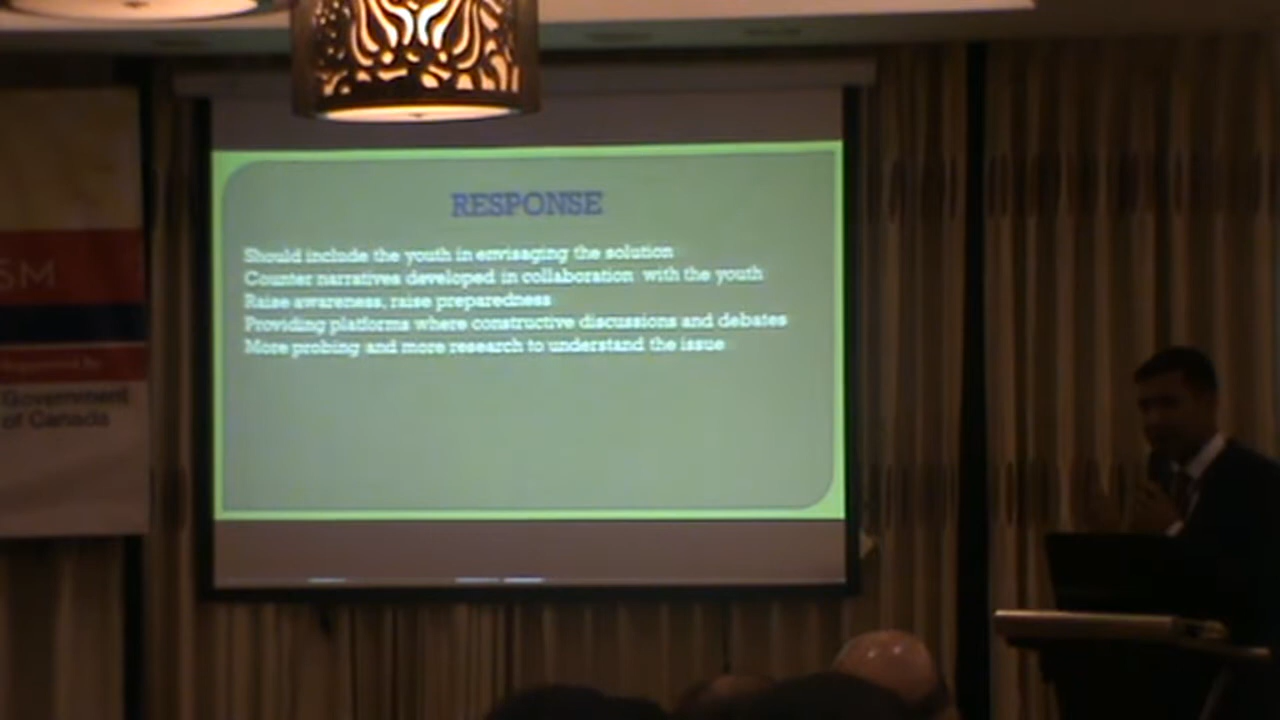 RESPONSE
Should include the youth in envisaging the solution
Counter narratives developed in collaboration with the youth
Raise awareness, raise preparedness
Providing platforms where constructive discussions and debates
More probing and more research to understand the issue
SM
Government
of Canada